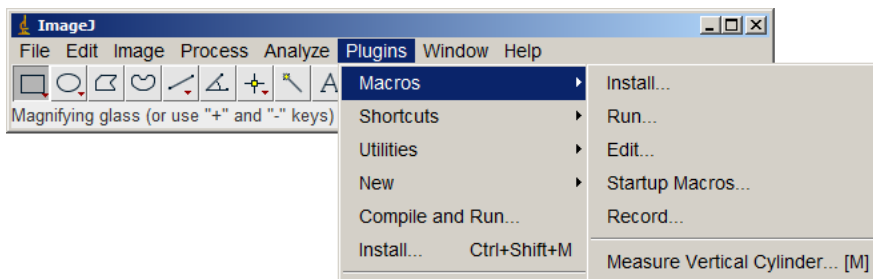 ImageJ
File Edit Image Process Analyze Plugins Window Help
A
Magnifying glass (or use "+" and "-" keys)
Macros
Shortcuts
Utilities
New
Compile and Run...
Install... Ctrl+Shift+M
Install...
Run...
Edit...
Startup Macros...
Record...
Measure Vertical Cylinder... [M]